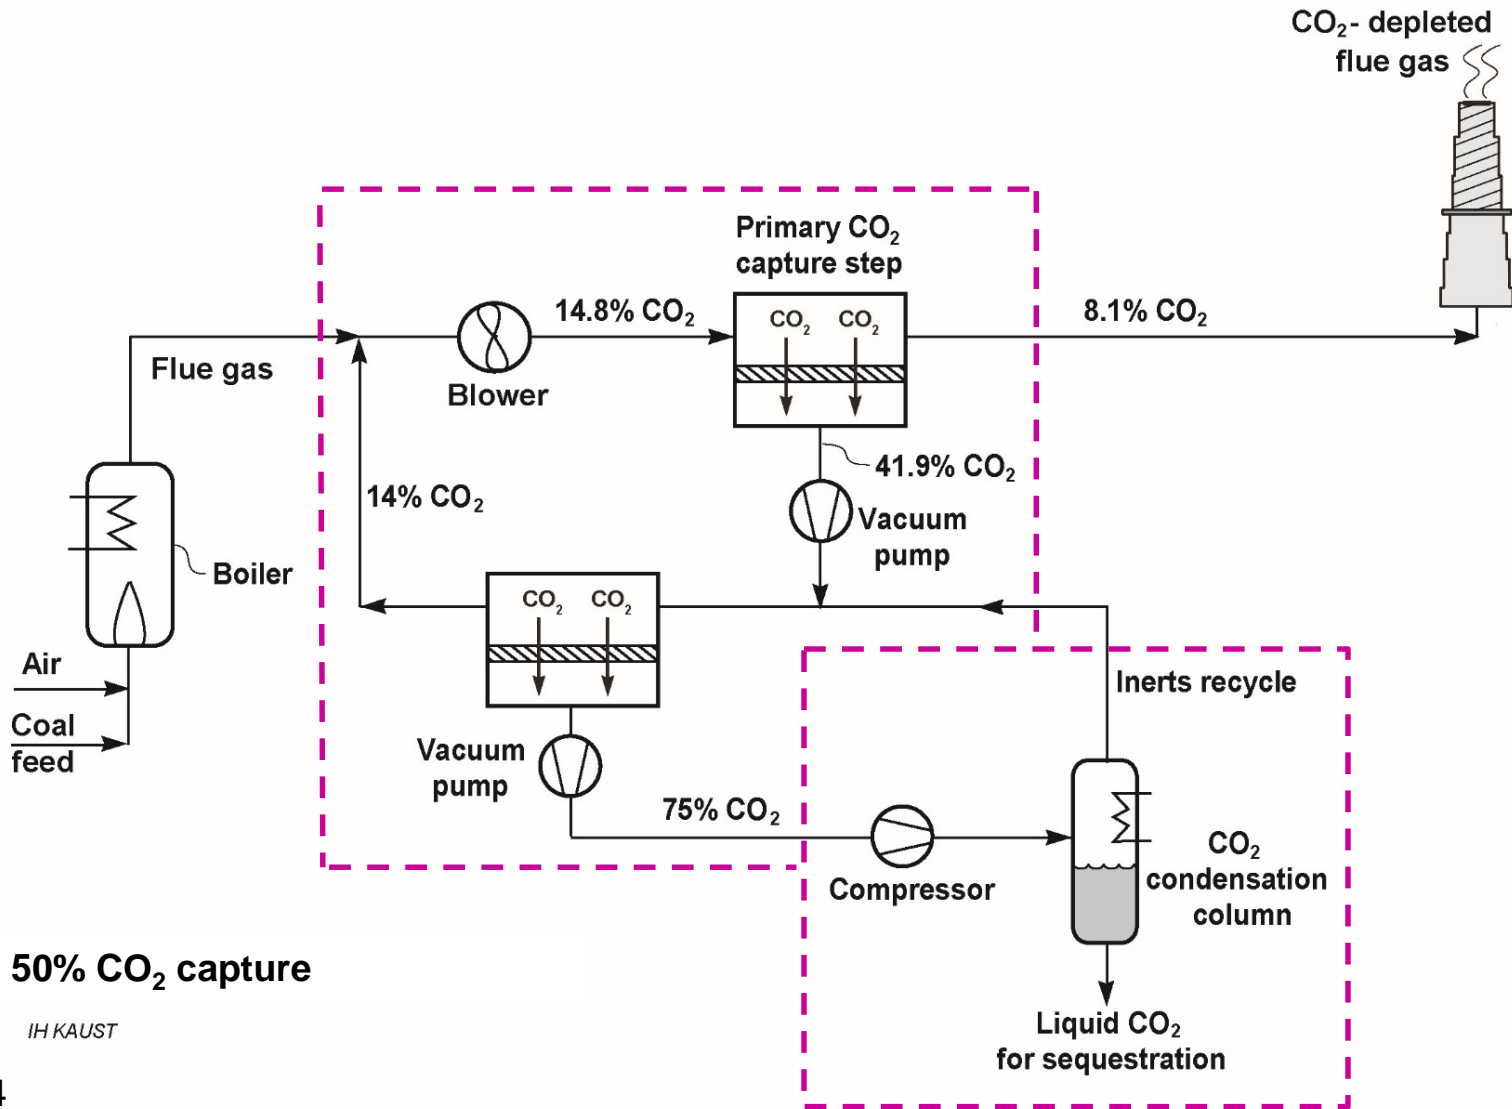 CO₂- depleted
flue gas
Primary CO₂
capture step
14.8% CO₂
CO₂ CO₂
8.1% CO₂
Flue gas
Blower
41.9% CO₂
14% CO₂
Vacuum
pump
Boiler
CO₂ CO₂
Air
Coal
feed
Inerts recycle
Vacuum
pump
75% CO₂
Compressor
CO₂
condensation
column
50% CO₂ capture
IH KAUST
Liquid CO₂
for sequestration